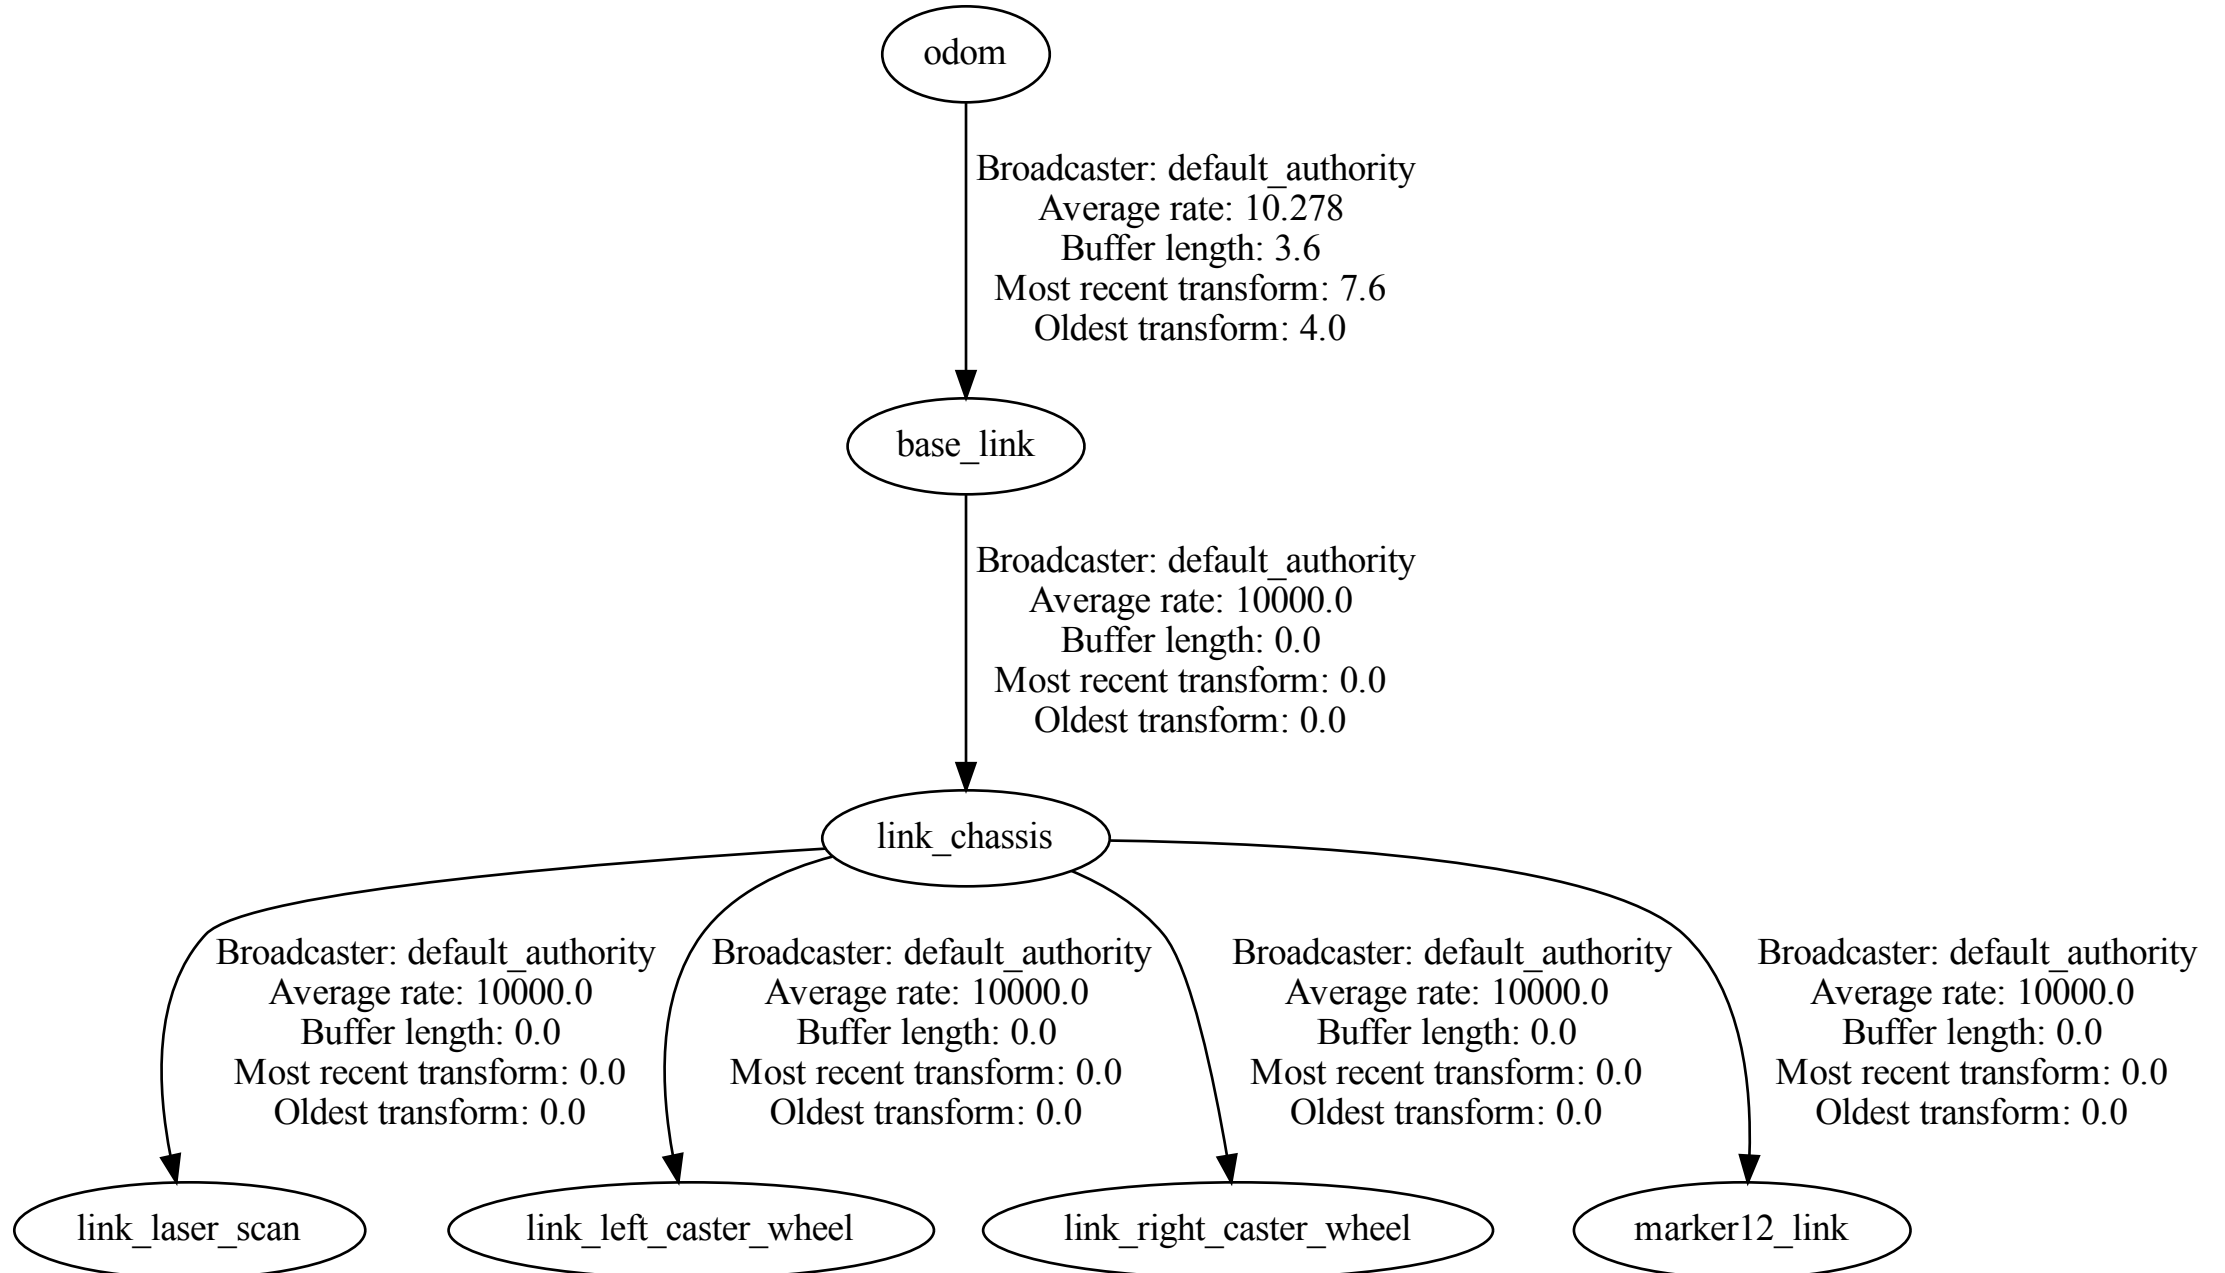 odom
Broadcaster: default_authority
Average rate: 10.278
Buffer length: 3.6
Most recent transform: 7.6
Oldest transform: 4.0
base_link
Broadcaster: default_authority
Average rate: 10000.0
Buffer length: 0.0
Most recent transform: 0.0
Oldest transform: 0.0
link_chassis
Broadcaster: default_authority
Average rate: 10000.0
Buffer length: 0.0
Most recent transform: 0.0
Oldest transform: 0.0
Broadcaster: default_authority
Average rate: 10000.0
Buffer length: 0.0
Most recent transform: 0.0
Oldest transform: 0.0
Broadcaster: default_authority
Average rate: 10000.0
Buffer length: 0.0
Most recent transform: 0.0
Oldest transform: 0.0
Broadcaster: default_authority
Average rate: 10000.0
Buffer length: 0.0
Most recent transform: 0.0
Oldest transform: 0.0
link_laser_scan
link_left_caster_wheel
link_right_caster_wheel
marker12_link